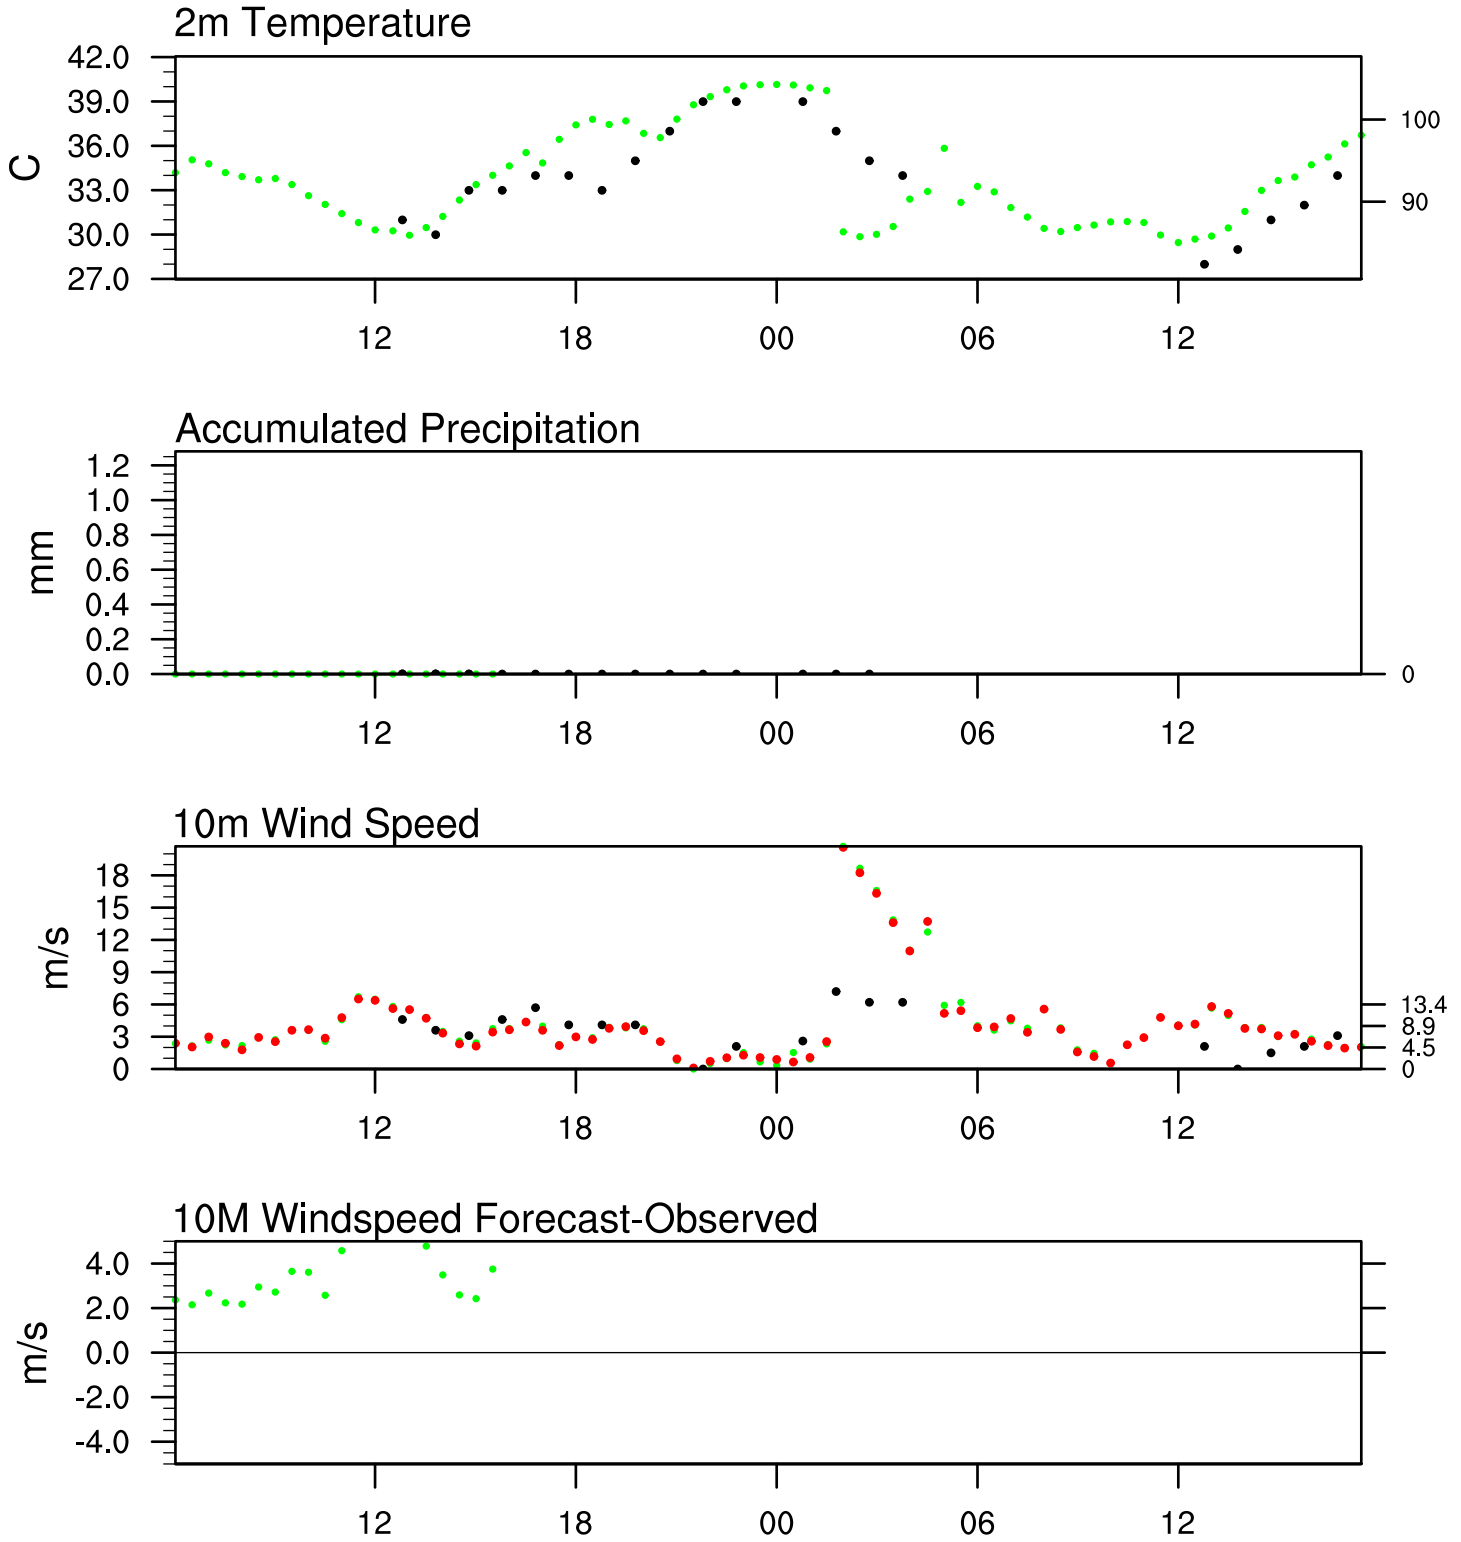 2m Temperature
42.0
39.0
36.0
33.0
30.0
27.0
C
100
90
12 18 00 06 12
Accumulated Precipitation
1.2
1.0
0.8
0.6
0.4
0.2
0.0
mm
0
12 18 00 06 12
10m Wind Speed
18
15
12
9
6
3
0
m/s
13.4
8.9
4.5
0
12 18 00 06 12
10M Windspeed Forecast-Observed
4.0
2.0
0.0
-2.0
-4.0
m/s
12 18 00 06 12